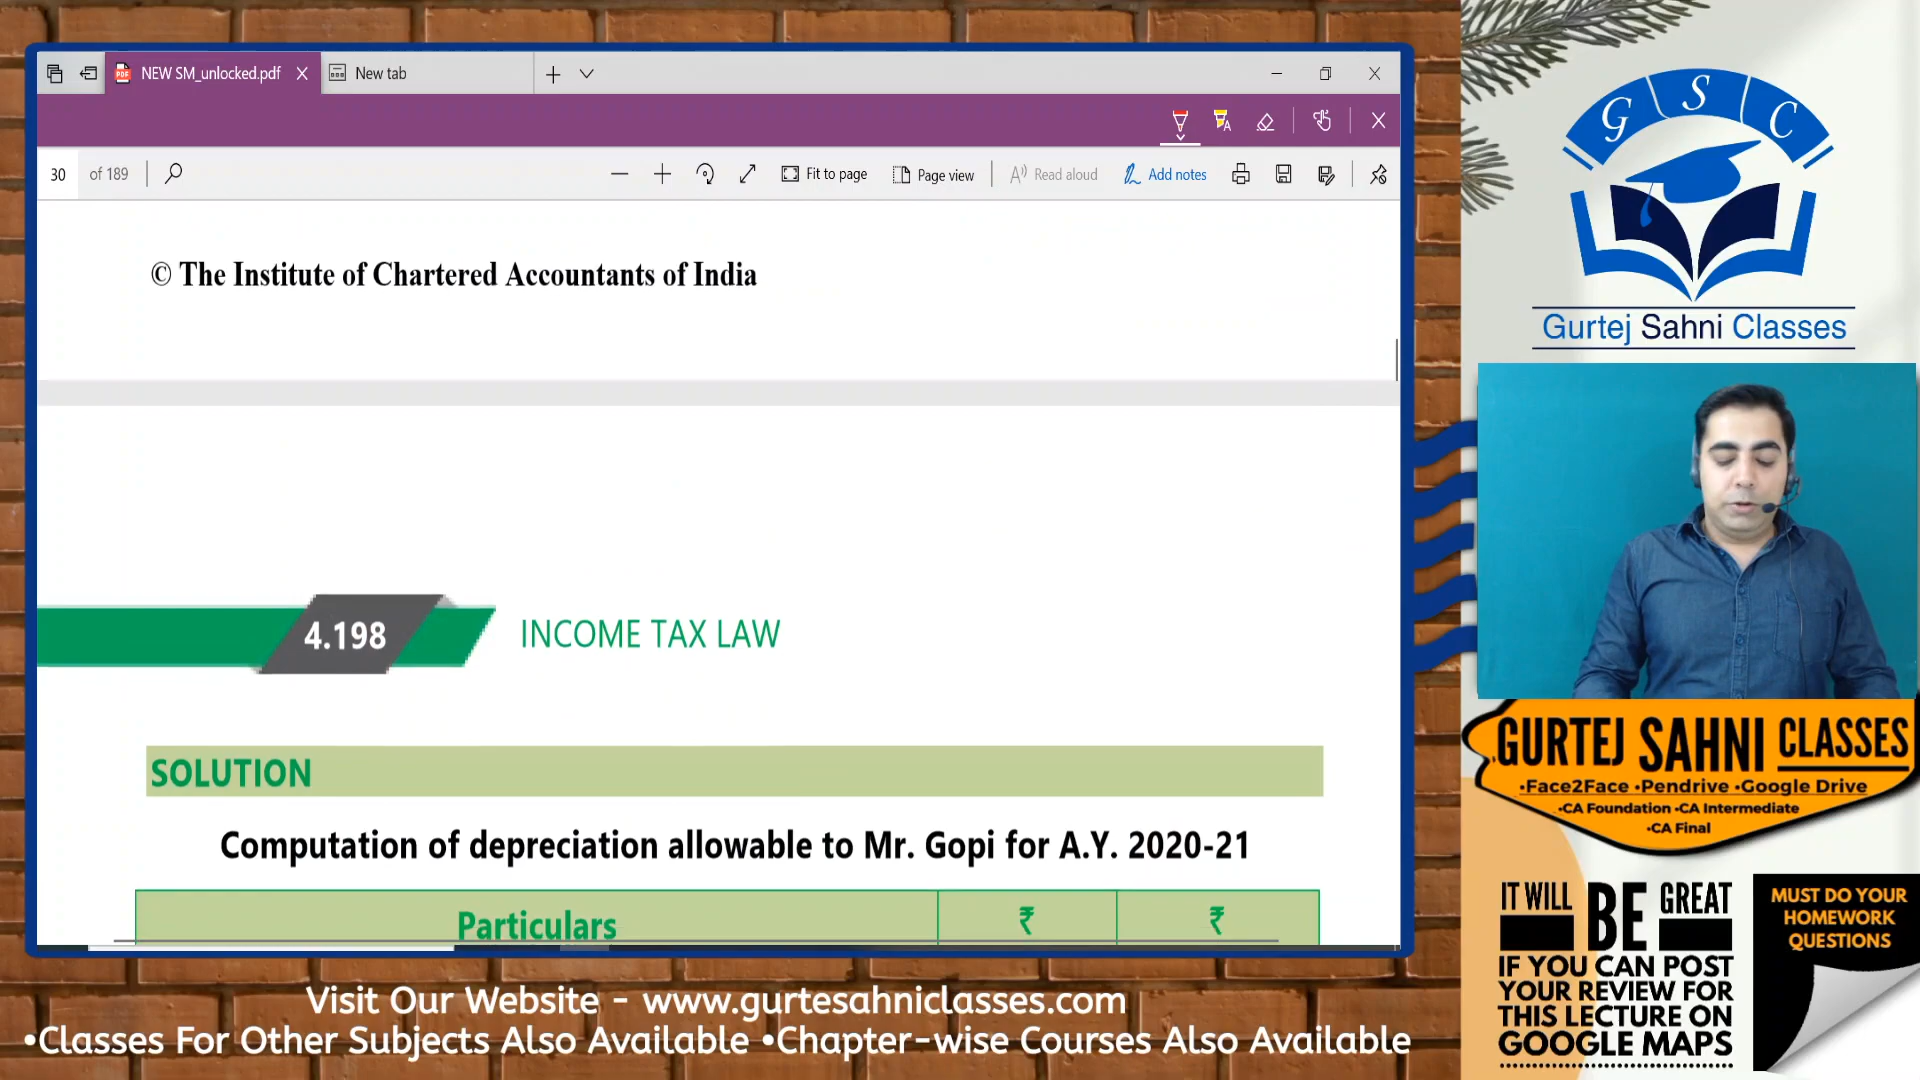 NEW SM_unlocked.pdf
New tab
30 of 189
Fit to page
Page view
Read aloud
Add notes
© The Institute of Chartered Accountants of India
4.198
INCOME TAX LAW
SOLUTION
Computation of depreciation allowable to Mr. Gopi for A.Y. 2020-21
Particulars ₹ ₹
G S C
Gurtej Sahni Classes
GURTEJ SAHNI CLASSES
•Face2Face •Pendrive •Google Drive
•CA Foundation •CA Intermediate
•CA Final
IT WILL BE GREAT
IF YOU CAN POST
YOUR REVIEW FOR
THIS LECTURE ON
GOOGLE MAPS
MUST DO YOUR
HOMEWORK
QUESTIONS
Visit Our Website - www.gurtesahniclasses.com
•Classes For Other Subjects Also Available •Chapter-wise Courses Also Available